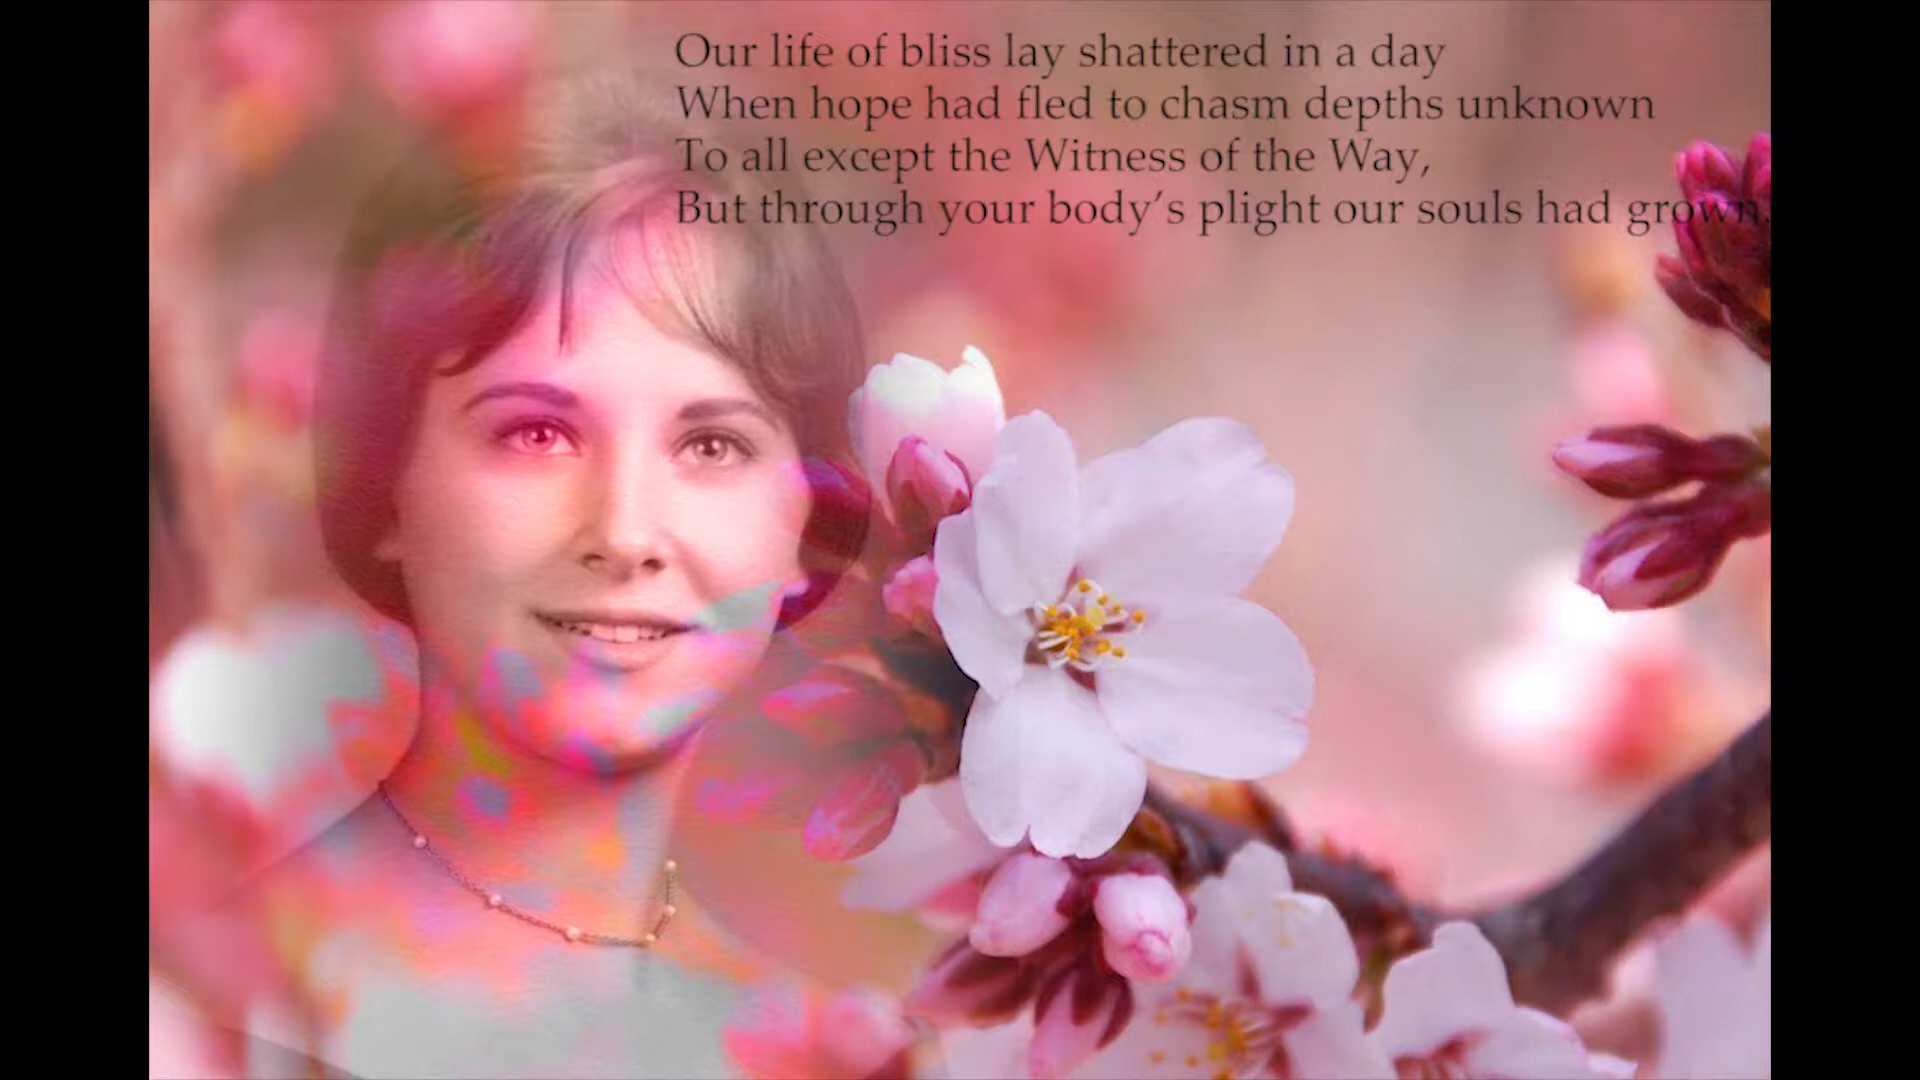 Our life of bliss lay shattered in a day
When hope had fled to chasm depths unknown
To all except the Witness of the Way,
But through your body’s plight our souls had grown.